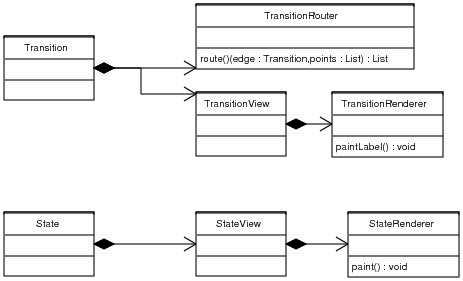 TransitionRouter
Transition
route()(edge : Transition,points : List) : List
TransitionView
TransitionRenderer
paintLabel() : void
State
StateView
StateRenderer
paint() : void